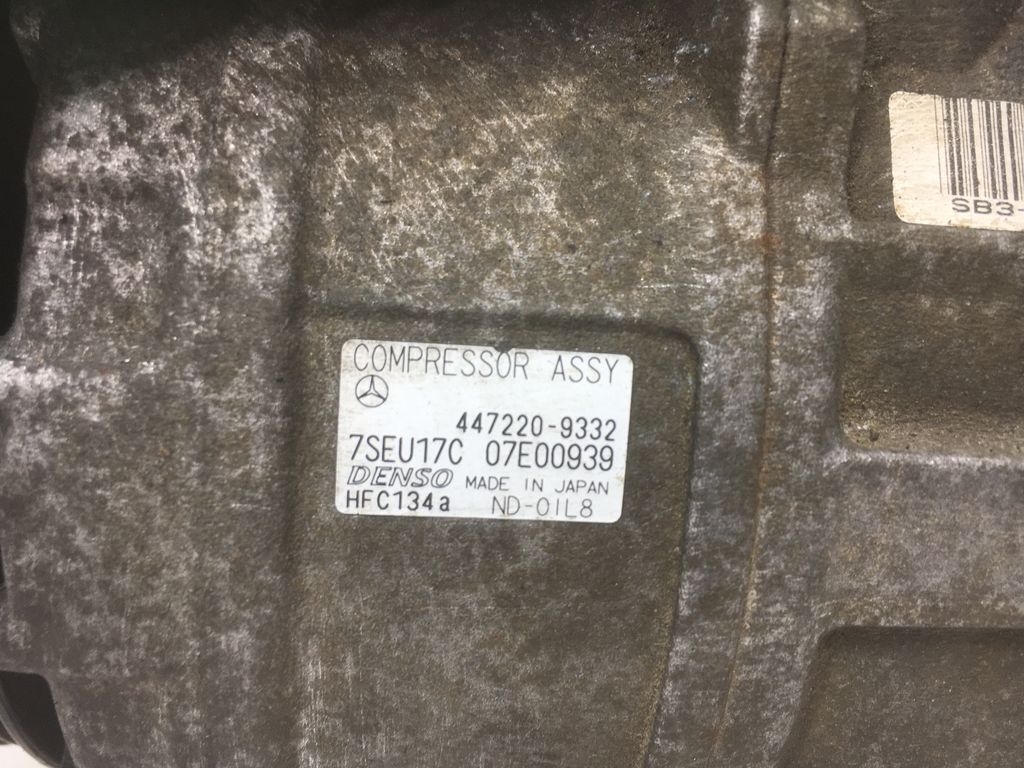 COMPRESSOR ASSY
447220-9332
7SEU17C 07E00939
DENSO MADE IN JAPAN
HFC134a ND-OIL8
SB3-